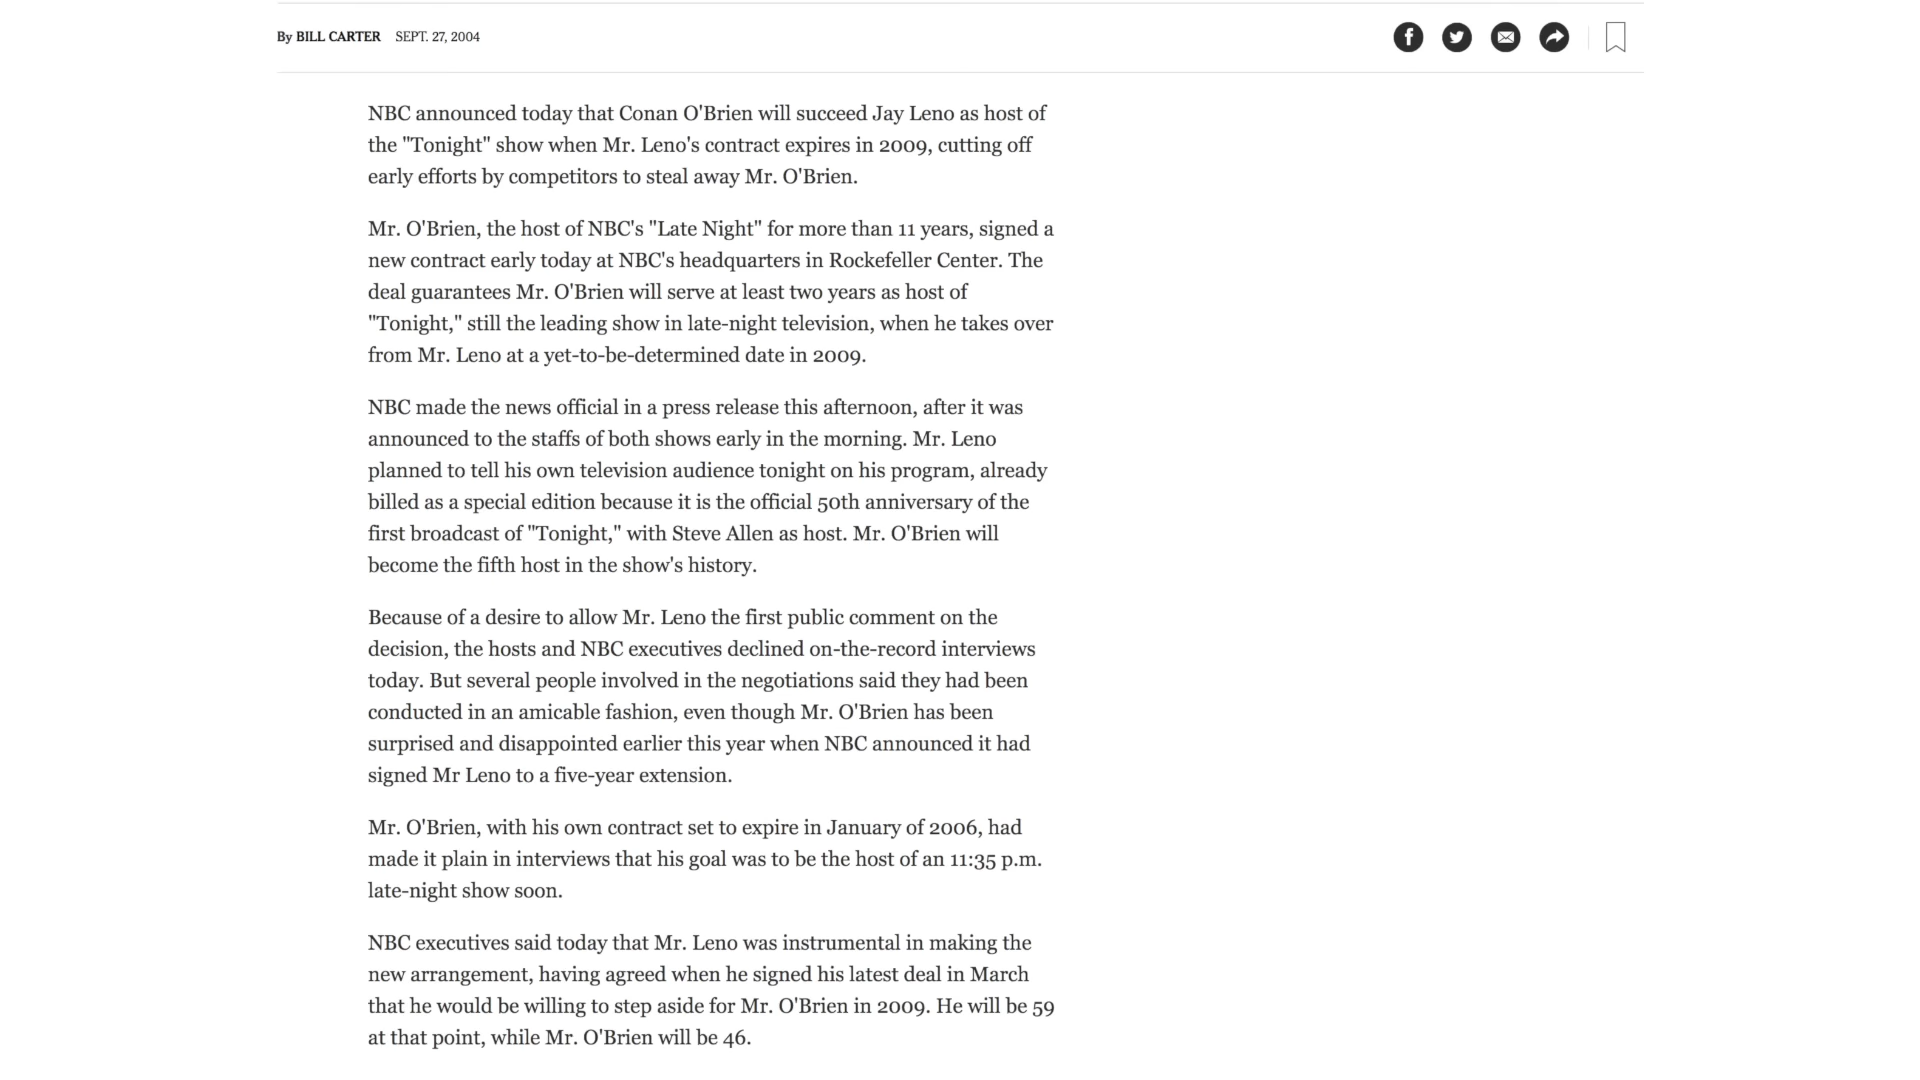 By BILL CARTER SEPT. 27, 2004
NBC announced today that Conan O'Brien will succeed Jay Leno as host of
the "Tonight" show when Mr. Leno's contract expires in 2009, cutting off
early efforts by competitors to steal away Mr. O'Brien.
Mr. O'Brien, the host of NBC's "Late Night" for more than 11 years, signed a
new contract early today at NBC's headquarters in Rockefeller Center. The
deal guarantees Mr. O'Brien will serve at least two years as host of
"Tonight," still the leading show in late-night television, when he takes over
from Mr. Leno at a yet-to-be-determined date in 2009.
NBC made the news official in a press release this afternoon, after it was
announced to the staffs of both shows early in the morning. Mr. Leno
planned to tell his own television audience tonight on his program, already
billed as a special edition because it is the official 50th anniversary of the
first broadcast of "Tonight," with Steve Allen as host. Mr. O'Brien will
become the fifth host in the show's history.
Because of a desire to allow Mr. Leno the first public comment on the
decision, the hosts and NBC executives declined on-the-record interviews
today. But several people involved in the negotiations said they had been
conducted in an amicable fashion, even though Mr. O'Brien has been
surprised and disappointed earlier this year when NBC announced it had
signed Mr Leno to a five-year extension.
Mr. O'Brien, with his own contract set to expire in January of 2006, had
made it plain in interviews that his goal was to be the host of an 11:35 p.m.
late-night show soon.
NBC executives said today that Mr. Leno was instrumental in making the
new arrangement, having agreed when he signed his latest deal in March
that he would be willing to step aside for Mr. O'Brien in 2009. He will be 59
at that point, while Mr. O'Brien will be 46.